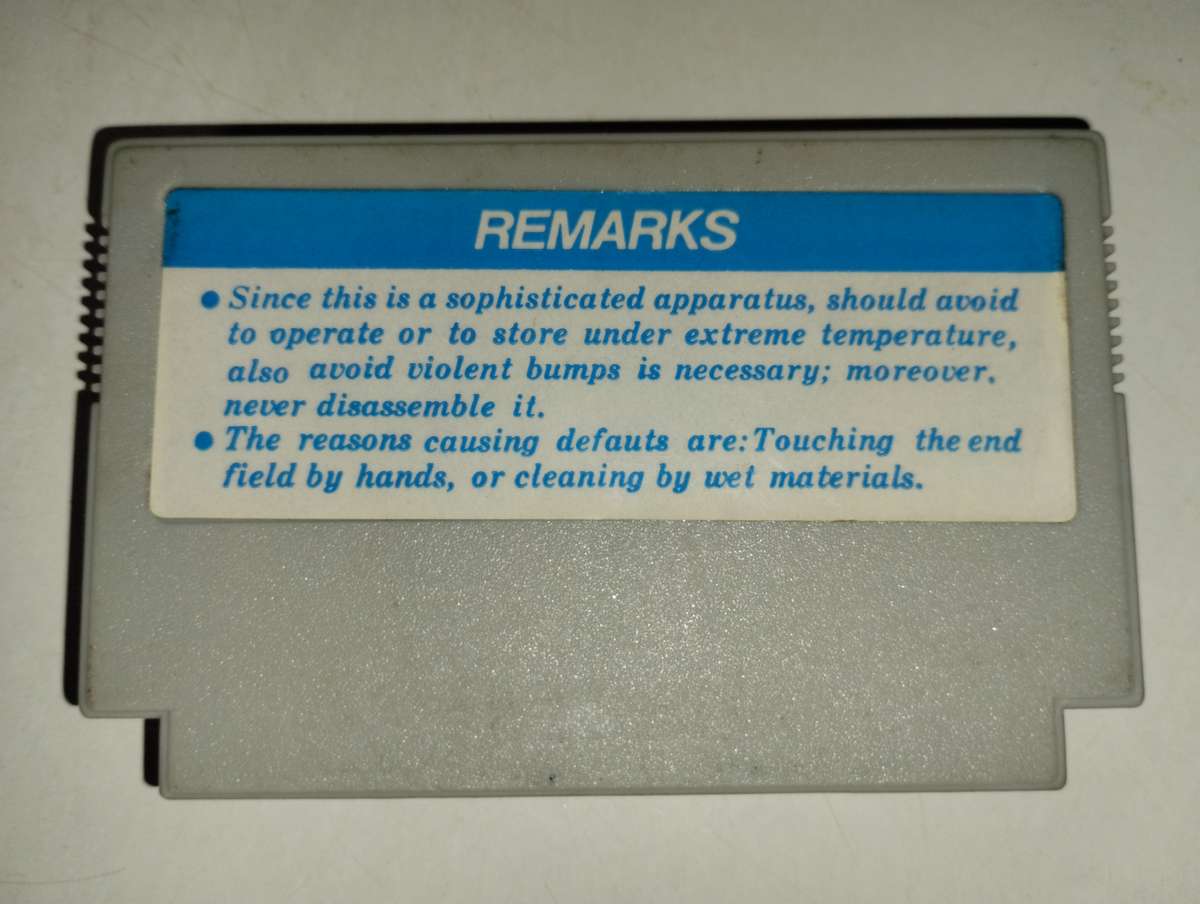 REMARKS
● Since this is a sophisticated apparatus, should avoid
to operate or to store under extreme temperature,
also avoid violent bumps is necessary; moreover.
never disassemble it.
● The reasons causing defauts are: Touching the end
field by hands, or cleaning by wet materials.